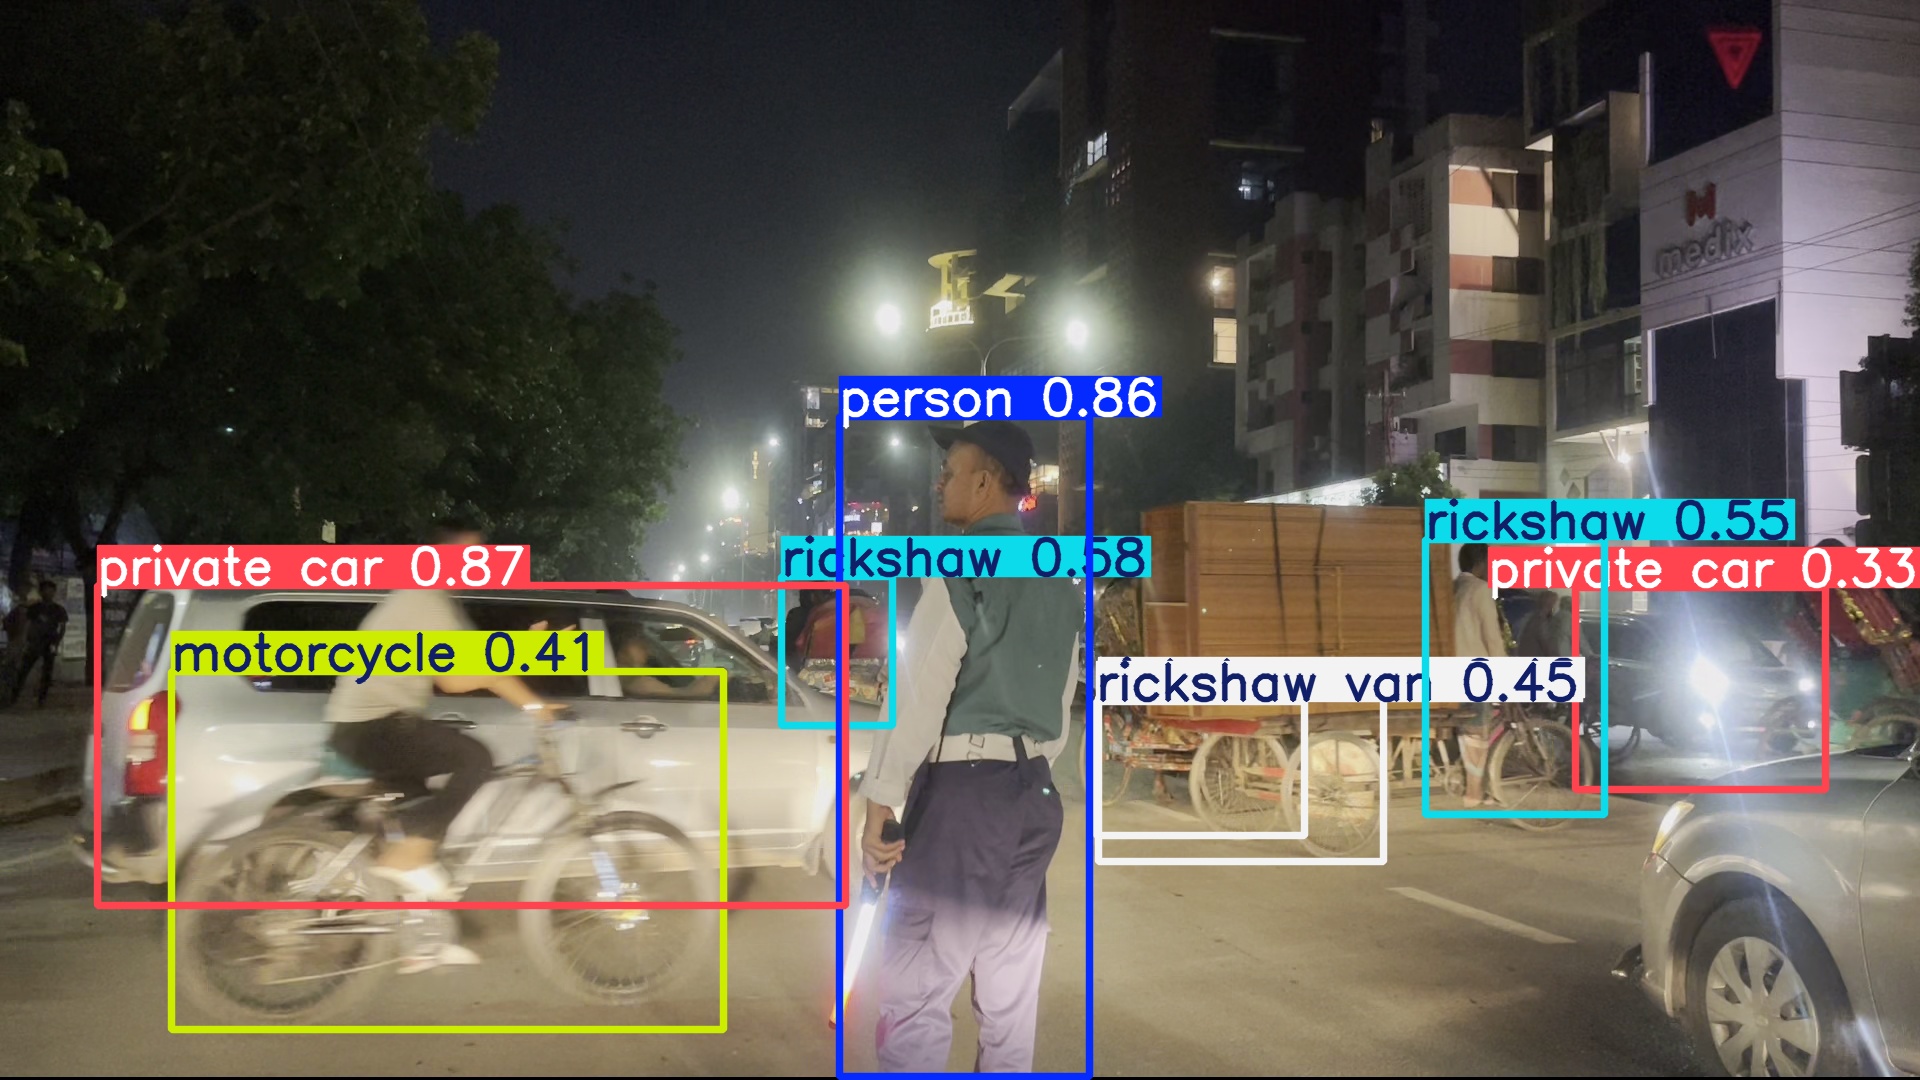 medix
person 0.86
rickshaw 0.55
rickshaw 0.58
private car 0.87
private car 0.33
motorcycle 0.41
rickshaw van 0.45